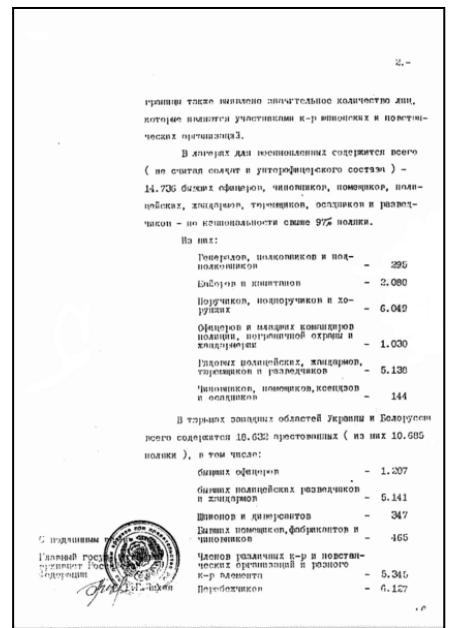 2.-
границы также выявлено значительное количество лиц,
которые являются участниками к-р шпионских и повстан-
ческих организаций.
В лагерях для военнопленных содержится всего
( не считая солдат и унтерофицерского состава ) -
14.736 бывших офицеров, чиновников, помещиков, поли-
цейских, жандармов, тюремщиков, осадников и развед-
чиков - по национальности свыше 97% поляки.
Из них:
Генералов, полковников и под-
полковников - 295
Майоров и капитанов - 2.080
Поручиков, подпоручиков и хо-
рунжих - 6.049
Офицеров и младших командиров
полиции, пограничной охраны и
жандармерии - 1.030
Рядовых полицейских, жандармов,
тюремщиков и разведчиков - 5.138
Чиновников, помещиков, ксендзов
и осадников - 144
В тюрьмах западных областей Украины и Белоруссии
всего содержится 18.632 арестованных ( из них 10.685
поляки ), в том числе:
бывших офицеров - 1.207
бывших полицейских разведчиков
и жандармов - 5.141
Шпионов и диверсантов - 347
Бывших помещиков, фабрикантов и
чиновников - 465
Членов различных к-р и повстан-
ческих организаций и разного
к-р элемента - 5.345
Перебежчиков - 6.127
С подлинным
Главный госу
архивист Рос
Федерации